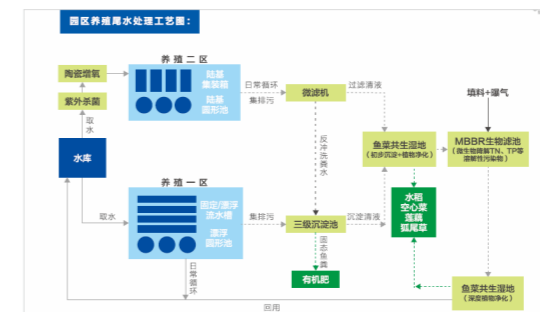 园区养殖尾水处理工艺图：
养殖二区
陶瓷增氧
陆基
集装箱
陆基
圆形池
日常循环
集排污
微滤机
过滤清液
填料+曝气
紫外杀菌
取水
水库
反冲洗粪水
鱼菜共生湿地
（初步沉淀+植物净化）
MBBR生物滤池
（微生物降解TN、TP等
溶解性污染物）
养殖一区
固定/漂浮
流水槽
漂浮
圆形池
取水
集排污
三级沉淀池
沉淀清液
水稻
空心菜
莲藕
狐尾草
日常循环
固态鱼粪
有机肥
鱼菜共生湿地
（深度植物净化）
回用